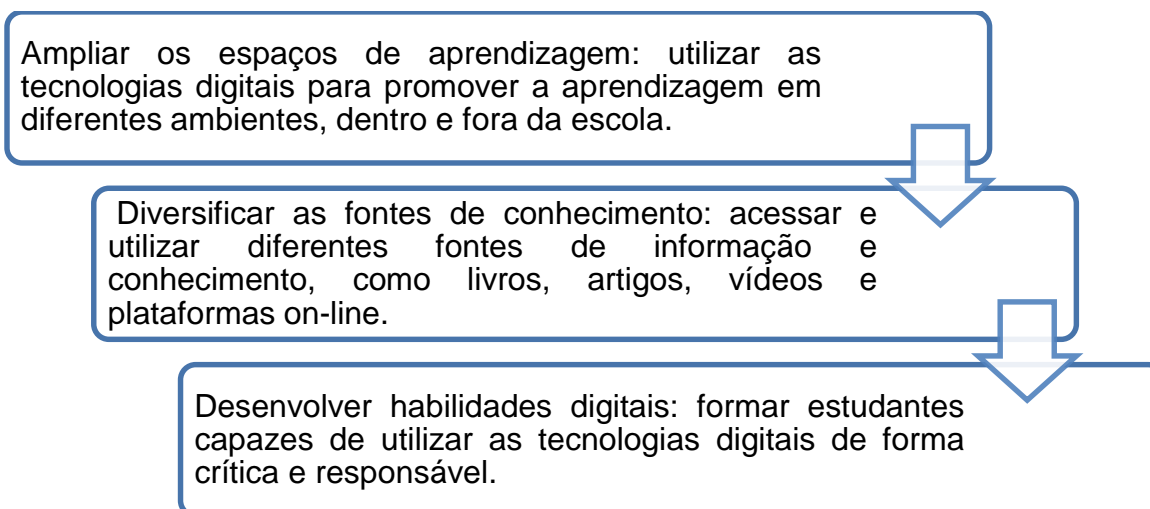 Ampliar os espaços de aprendizagem: utilizar as
tecnologias digitais para promover a aprendizagem em
diferentes ambientes, dentro e fora da escola.
Diversificar as fontes de conhecimento: acessar e
utilizar diferentes fontes de informação e
conhecimento, como livros, artigos, vídeos e
plataformas on-line.
Desenvolver habilidades digitais: formar estudantes
capazes de utilizar as tecnologias digitais de forma
crítica e responsável.